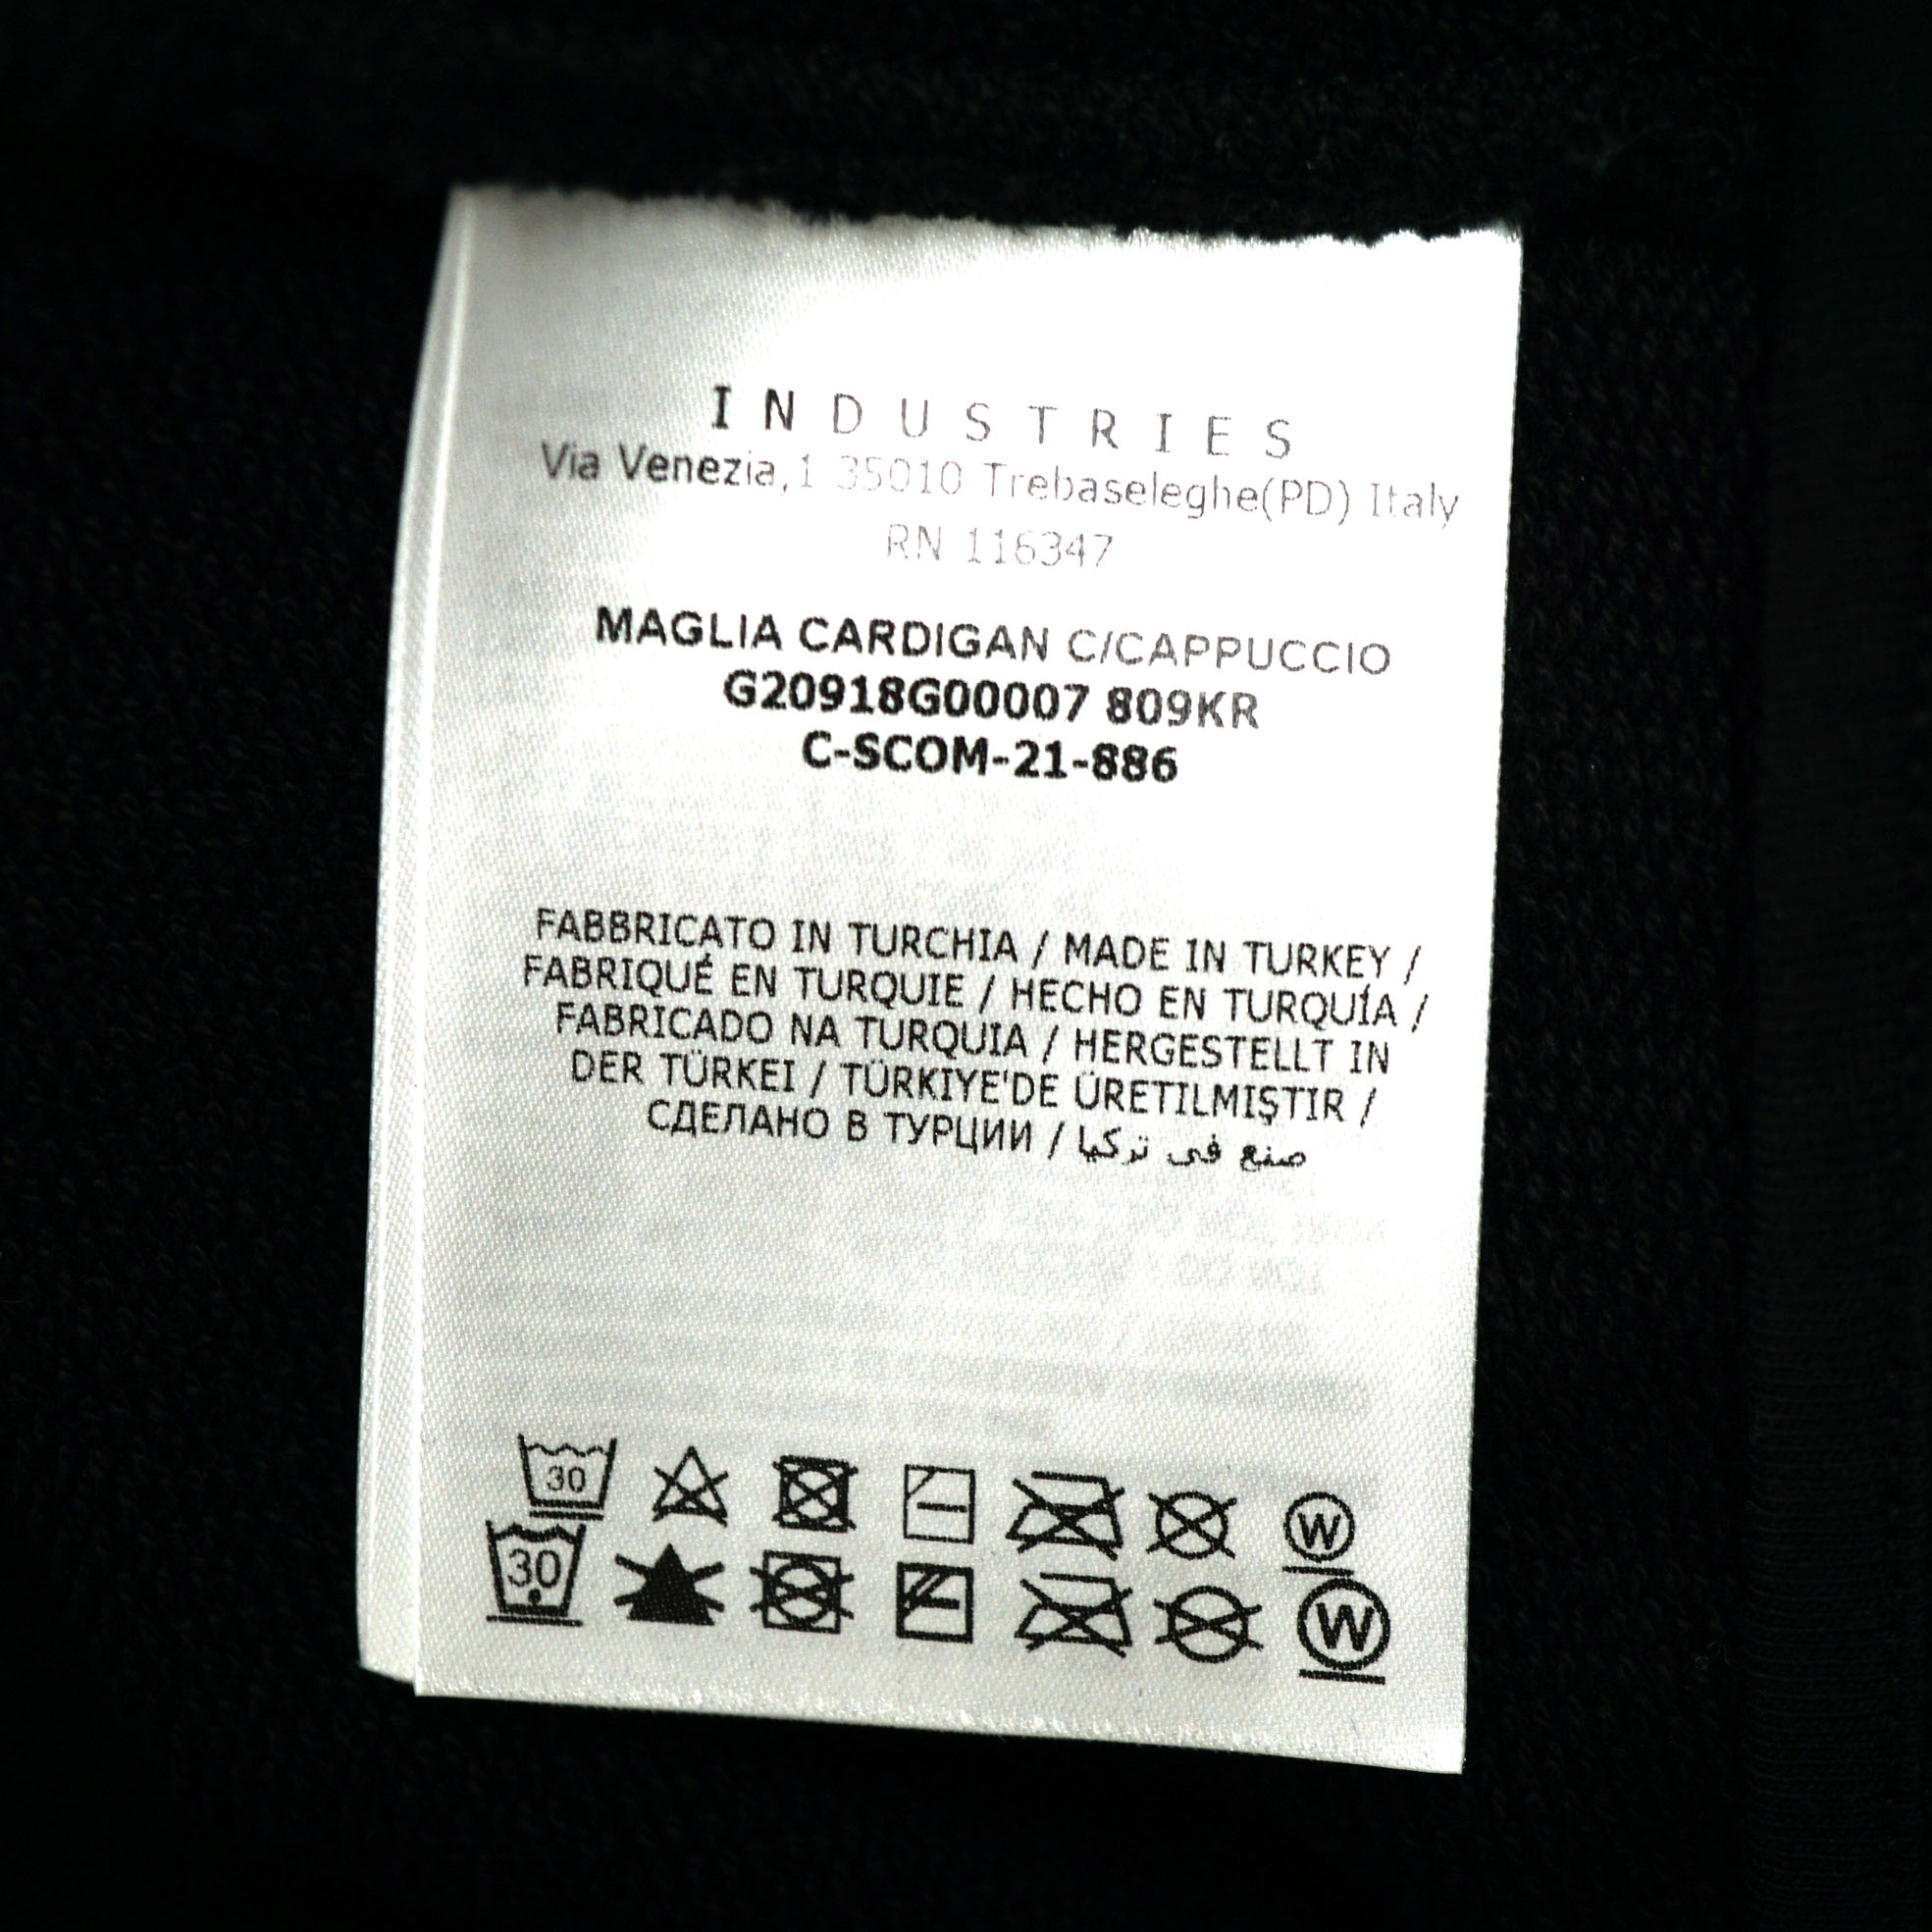 INDUSTRIES
Via Venezia,1 35010 Trebaseleghe(PD) Italy
RN 116347
MAGLIA CARDIGAN C/CAPPUCCIO
G20918G00007 809KR
C-SCOM-21-886
FABBRICATO IN TURCHIA / MADE IN TURKEY /
FABRIQUÉ EN TURQUIE / HECHO EN TURQUÍA /
FABRICADO NA TURQUIA / HERGESTELLT IN
DER TÜRKEI / TÜRKIYE'DE ÜRETILMIŞTIR /
СДЕЛАНО В ТУРЦИИ / صنع في تركيا
30 W
30 W